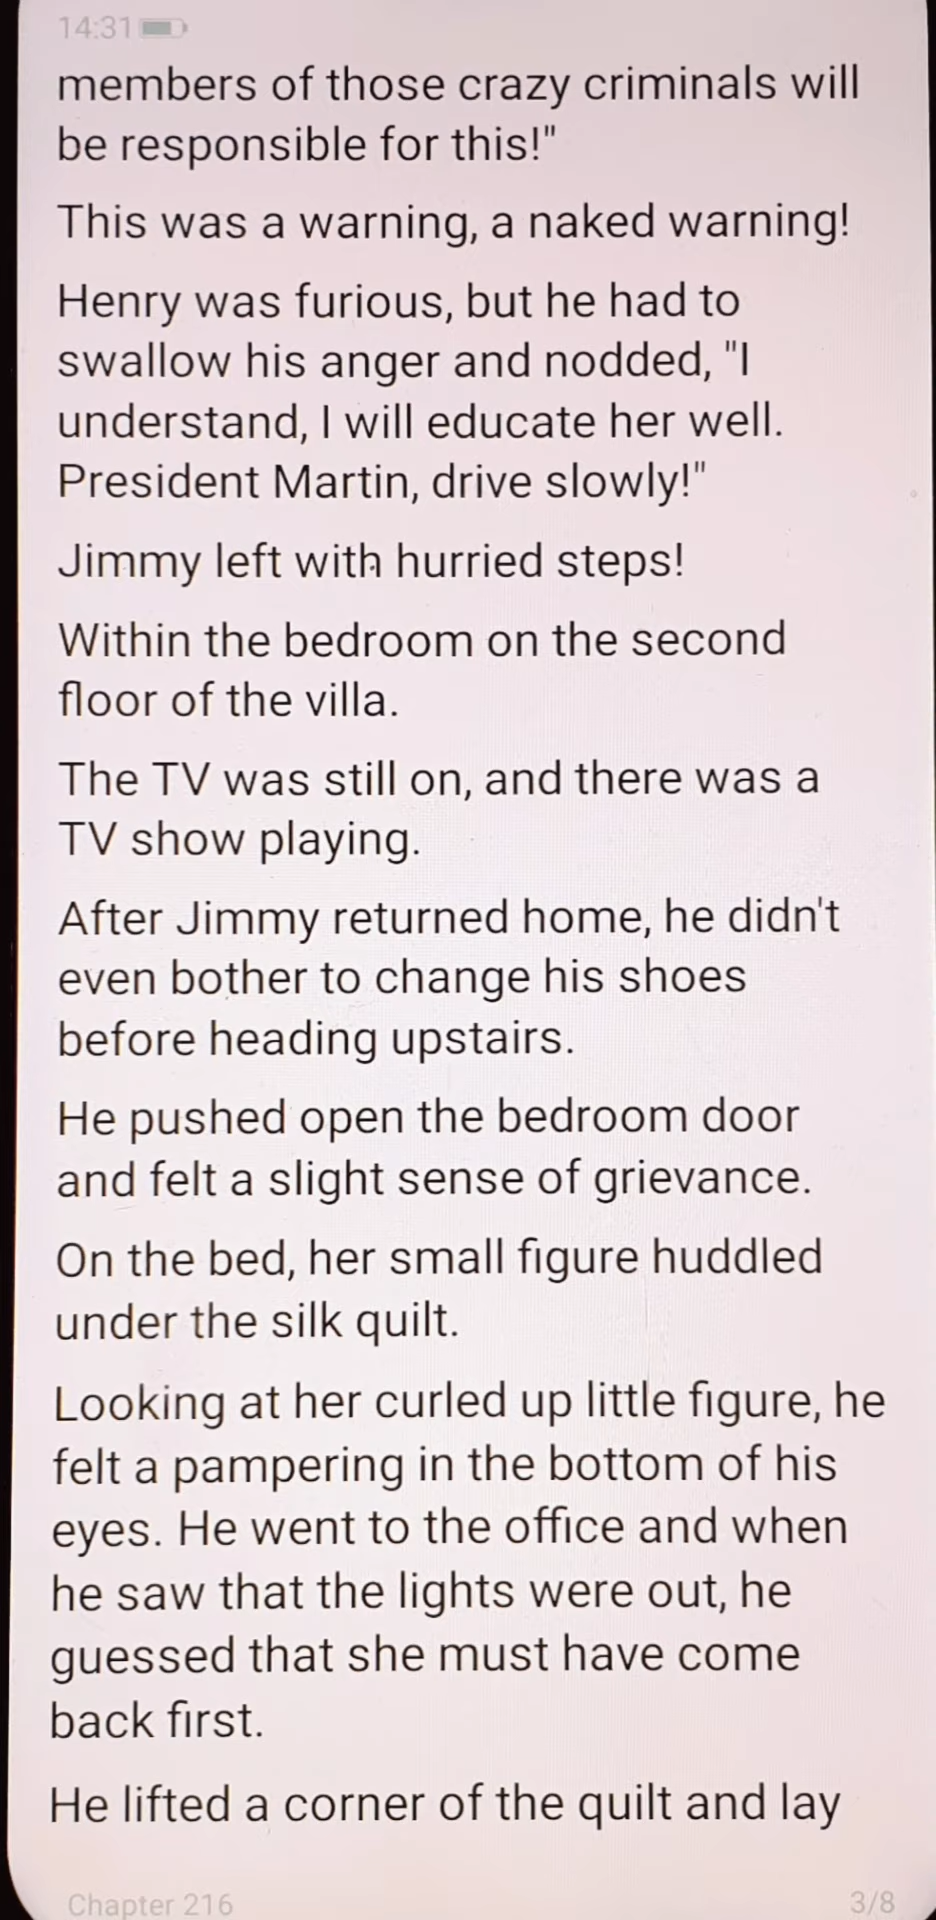 14:31
members of those crazy criminals will
be responsible for this!"
This was a warning, a naked warning!
Henry was furious, but he had to
swallow his anger and nodded, "I
understand, I will educate her well.
President Martin, drive slowly!"
Jimmy left with hurried steps!
Within the bedroom on the second
floor of the villa.
The TV was still on, and there was a
TV show playing.
After Jimmy returned home, he didn't
even bother to change his shoes
before heading upstairs.
He pushed open the bedroom door
and felt a slight sense of grievance.
On the bed, her small figure huddled
under the silk quilt.
Looking at her curled up little figure, he
felt a pampering in the bottom of his
eyes. He went to the office and when
he saw that the lights were out, he
guessed that she must have come
back first.
He lifted a corner of the quilt and lay
Chapter 216
3/8